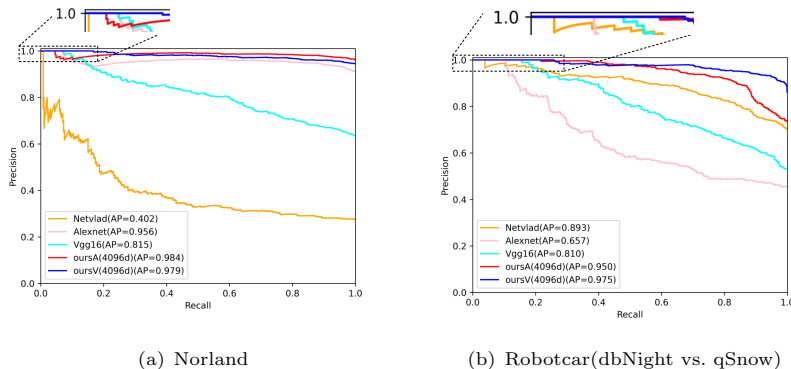 1.0
1.0
1.0
0.8
0.6
0.4
0.2
0.0
Precision
Netvlad(AP=0.402)
Alexnet(AP=0.956)
Vgg16(AP=0.815)
oursA(4096d)(AP=0.984)
oursV(4096d)(AP=0.979)
0.0 0.2 0.4 0.6 0.8 1.0
Recall
1.0
0.8
0.6
0.4
0.2
0.0
Precision
Netvlad(AP=0.893)
Alexnet(AP=0.657)
Vgg16(AP=0.810)
oursA(4096d)(AP=0.950)
oursV(4096d)(AP=0.975)
0.0 0.2 0.4 0.6 0.8 1.0
Recall
(a) Norland
(b) Robotcar(dbNight vs. qSnow)